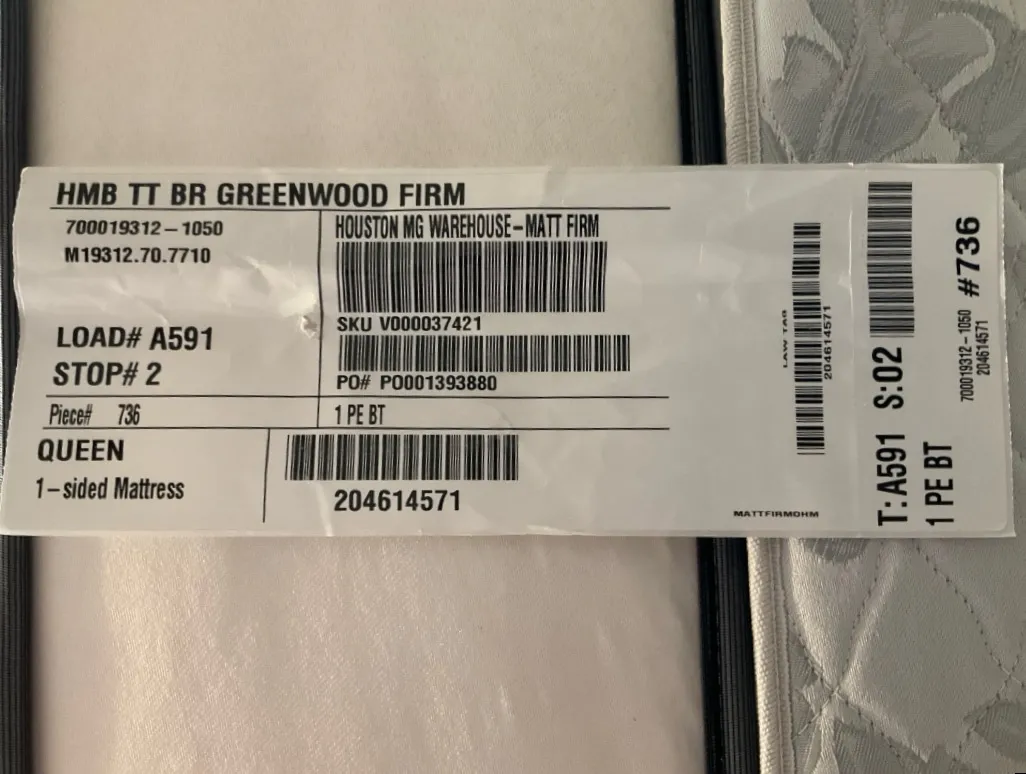 HMB TT BR GREENWOOD FIRM
700019312-1050
M19312.70.7710
HOUSTON MG WAREHOUSE-MATT FIRM
SKU V000037421
LOAD# A591
STOP# 2
PO# PO001393880
Piece# 736
1 PE BT
QUEEN
1-sided Mattress
204614571
LAW TAB
204614571
MATTFIRMOHM
T:A591 S:02
1 PE BT
700019312-1050
204614571
#736